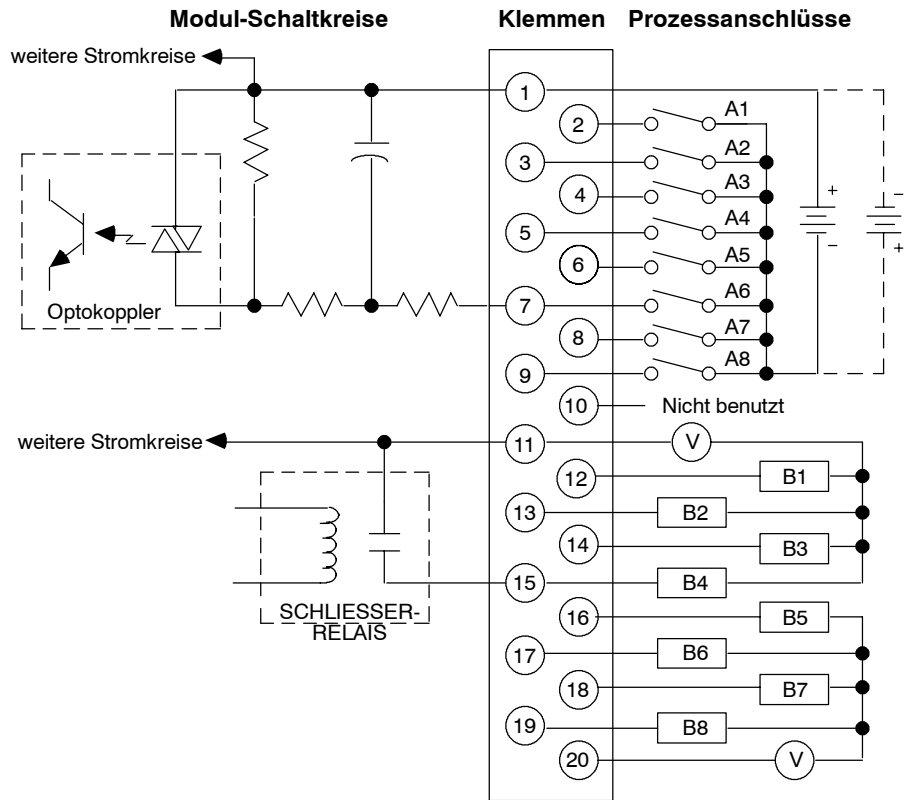 Modul-Schaltkreise Klemmen Prozessanschlüsse
weitere Stromkreise
1
2 A1
3 A2
4 A3
5 A4
6 A5
7 A6
8 A7
9 A8
+ −
− +
Optokoppler
10 Nicht benutzt
weitere Stromkreise 11 V
12 B1
13 B2
14 B3
15 B4
SCHLIESSER-
RELAIS
16 B5
17 B6
18 B7
19 B8
20 V